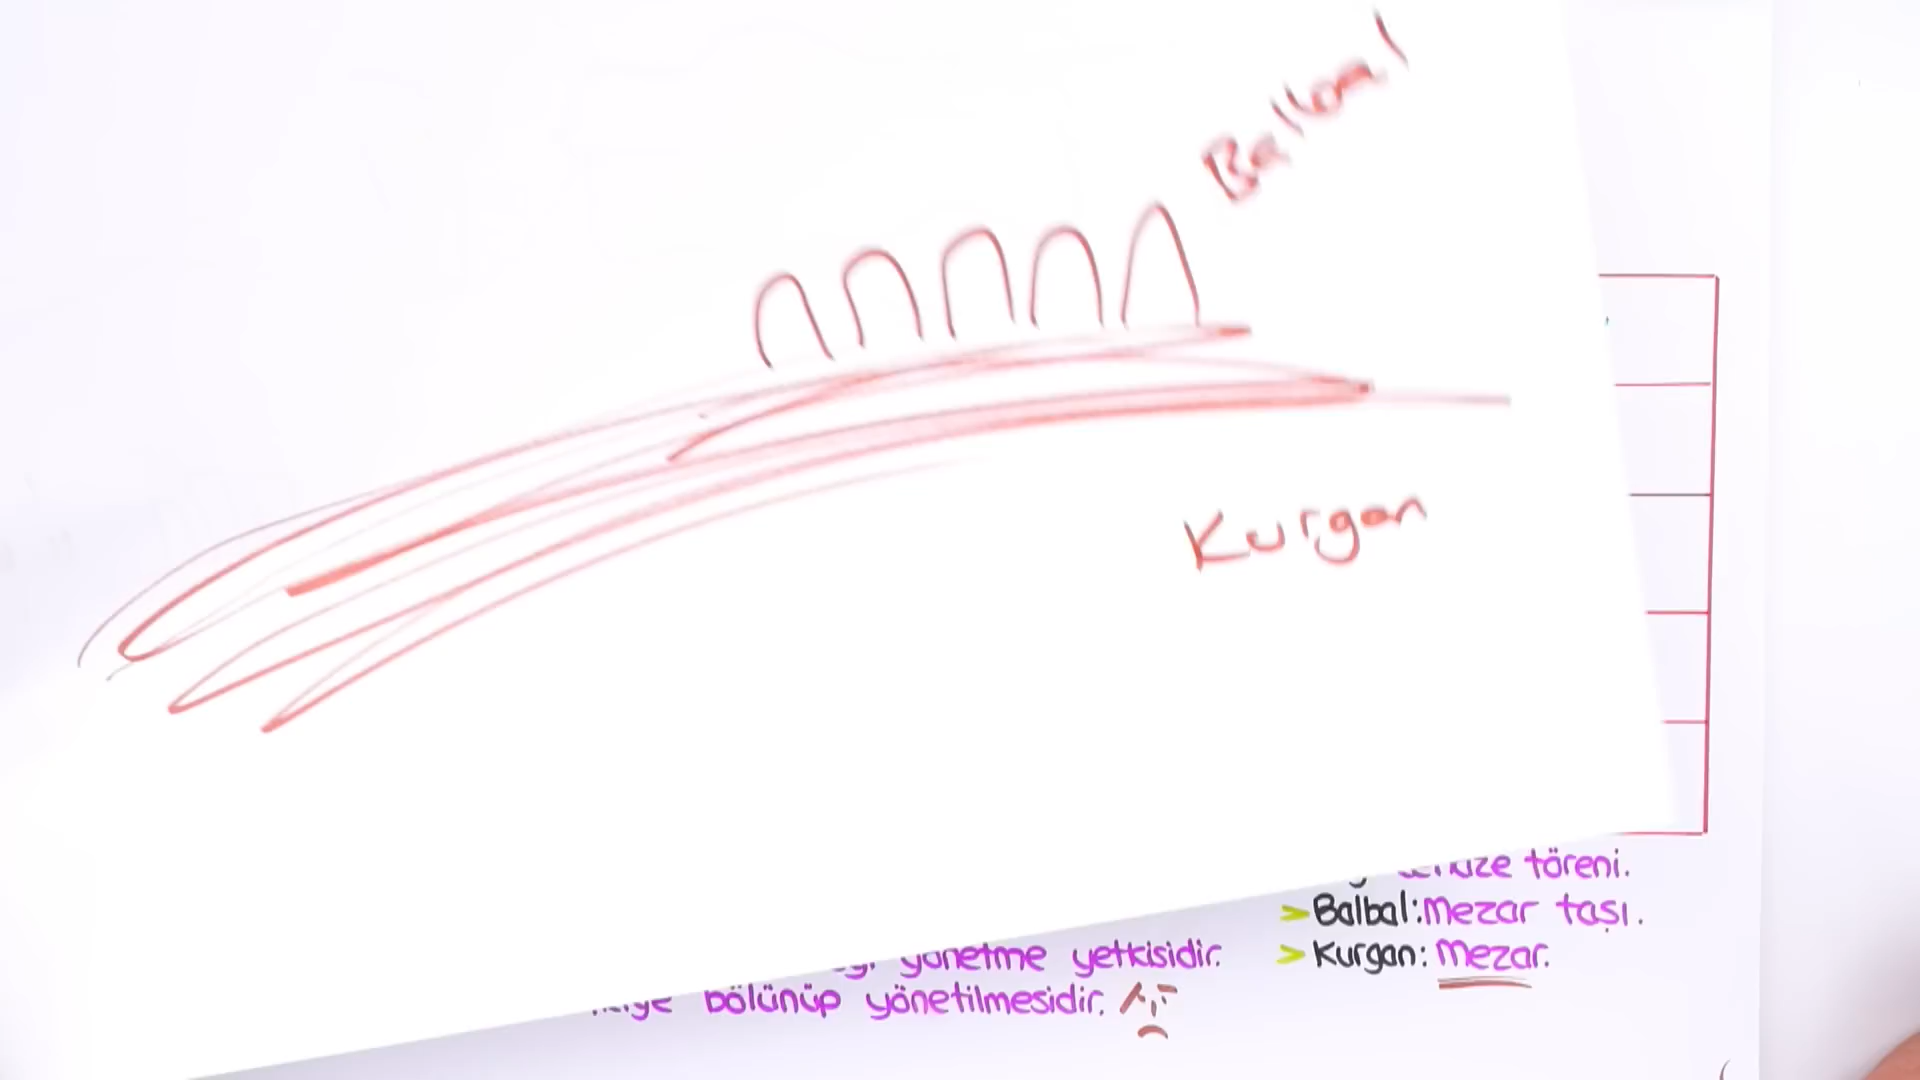 Balbal
Kurgan
töreni.
> Balbal: mezar taşı.
yönetme yetkisidir.
> Kurgan: mezar.
bölünüp yönetilmesidir.